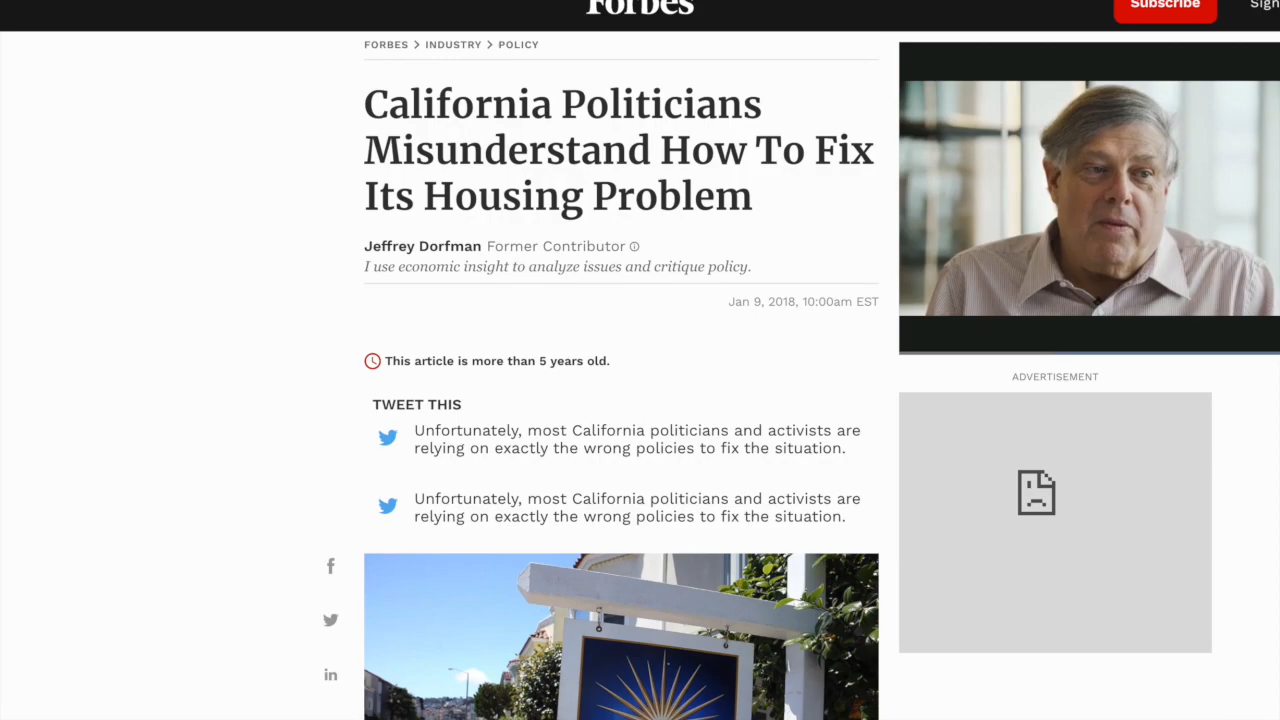 Forbes
Subscribe
Sign
FORBES > INDUSTRY > POLICY
California Politicians
Misunderstand How To Fix
Its Housing Problem
Jeffrey Dorfman Former Contributor
I use economic insight to analyze issues and critique policy.
Jan 9, 2018, 10:00am EST
This article is more than 5 years old.
TWEET THIS
Unfortunately, most California politicians and activists are
relying on exactly the wrong policies to fix the situation.
Unfortunately, most California politicians and activists are
relying on exactly the wrong policies to fix the situation.
ADVERTISEMENT